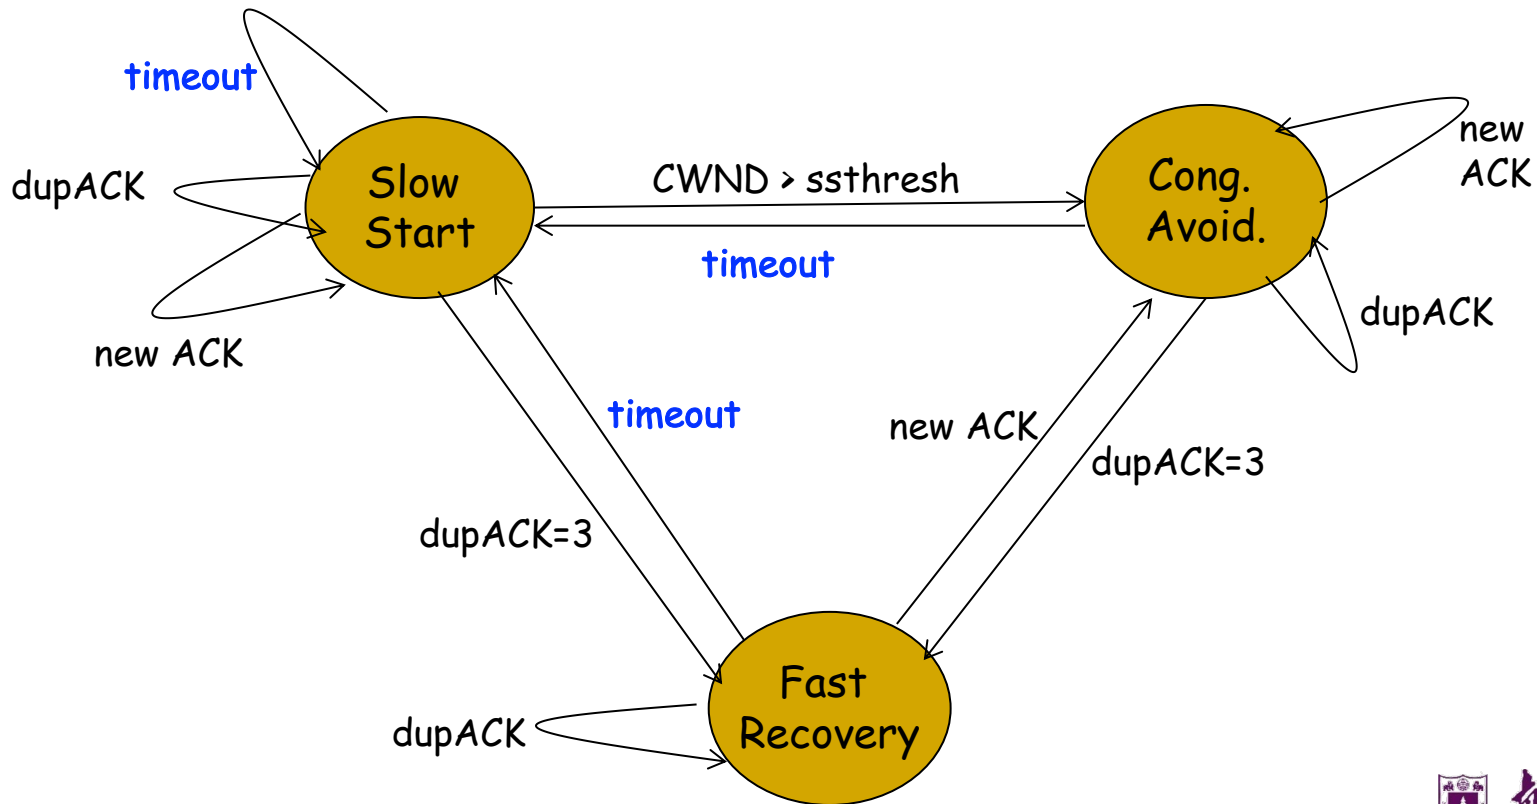 timeout
dupACK
Slow
Start
new ACK
CWND > ssthresh
timeout
Cong.
Avoid.
new
ACK
dupACK
timeout
new ACK
dupACK=3
dupACK=3
Fast
Recovery
dupACK